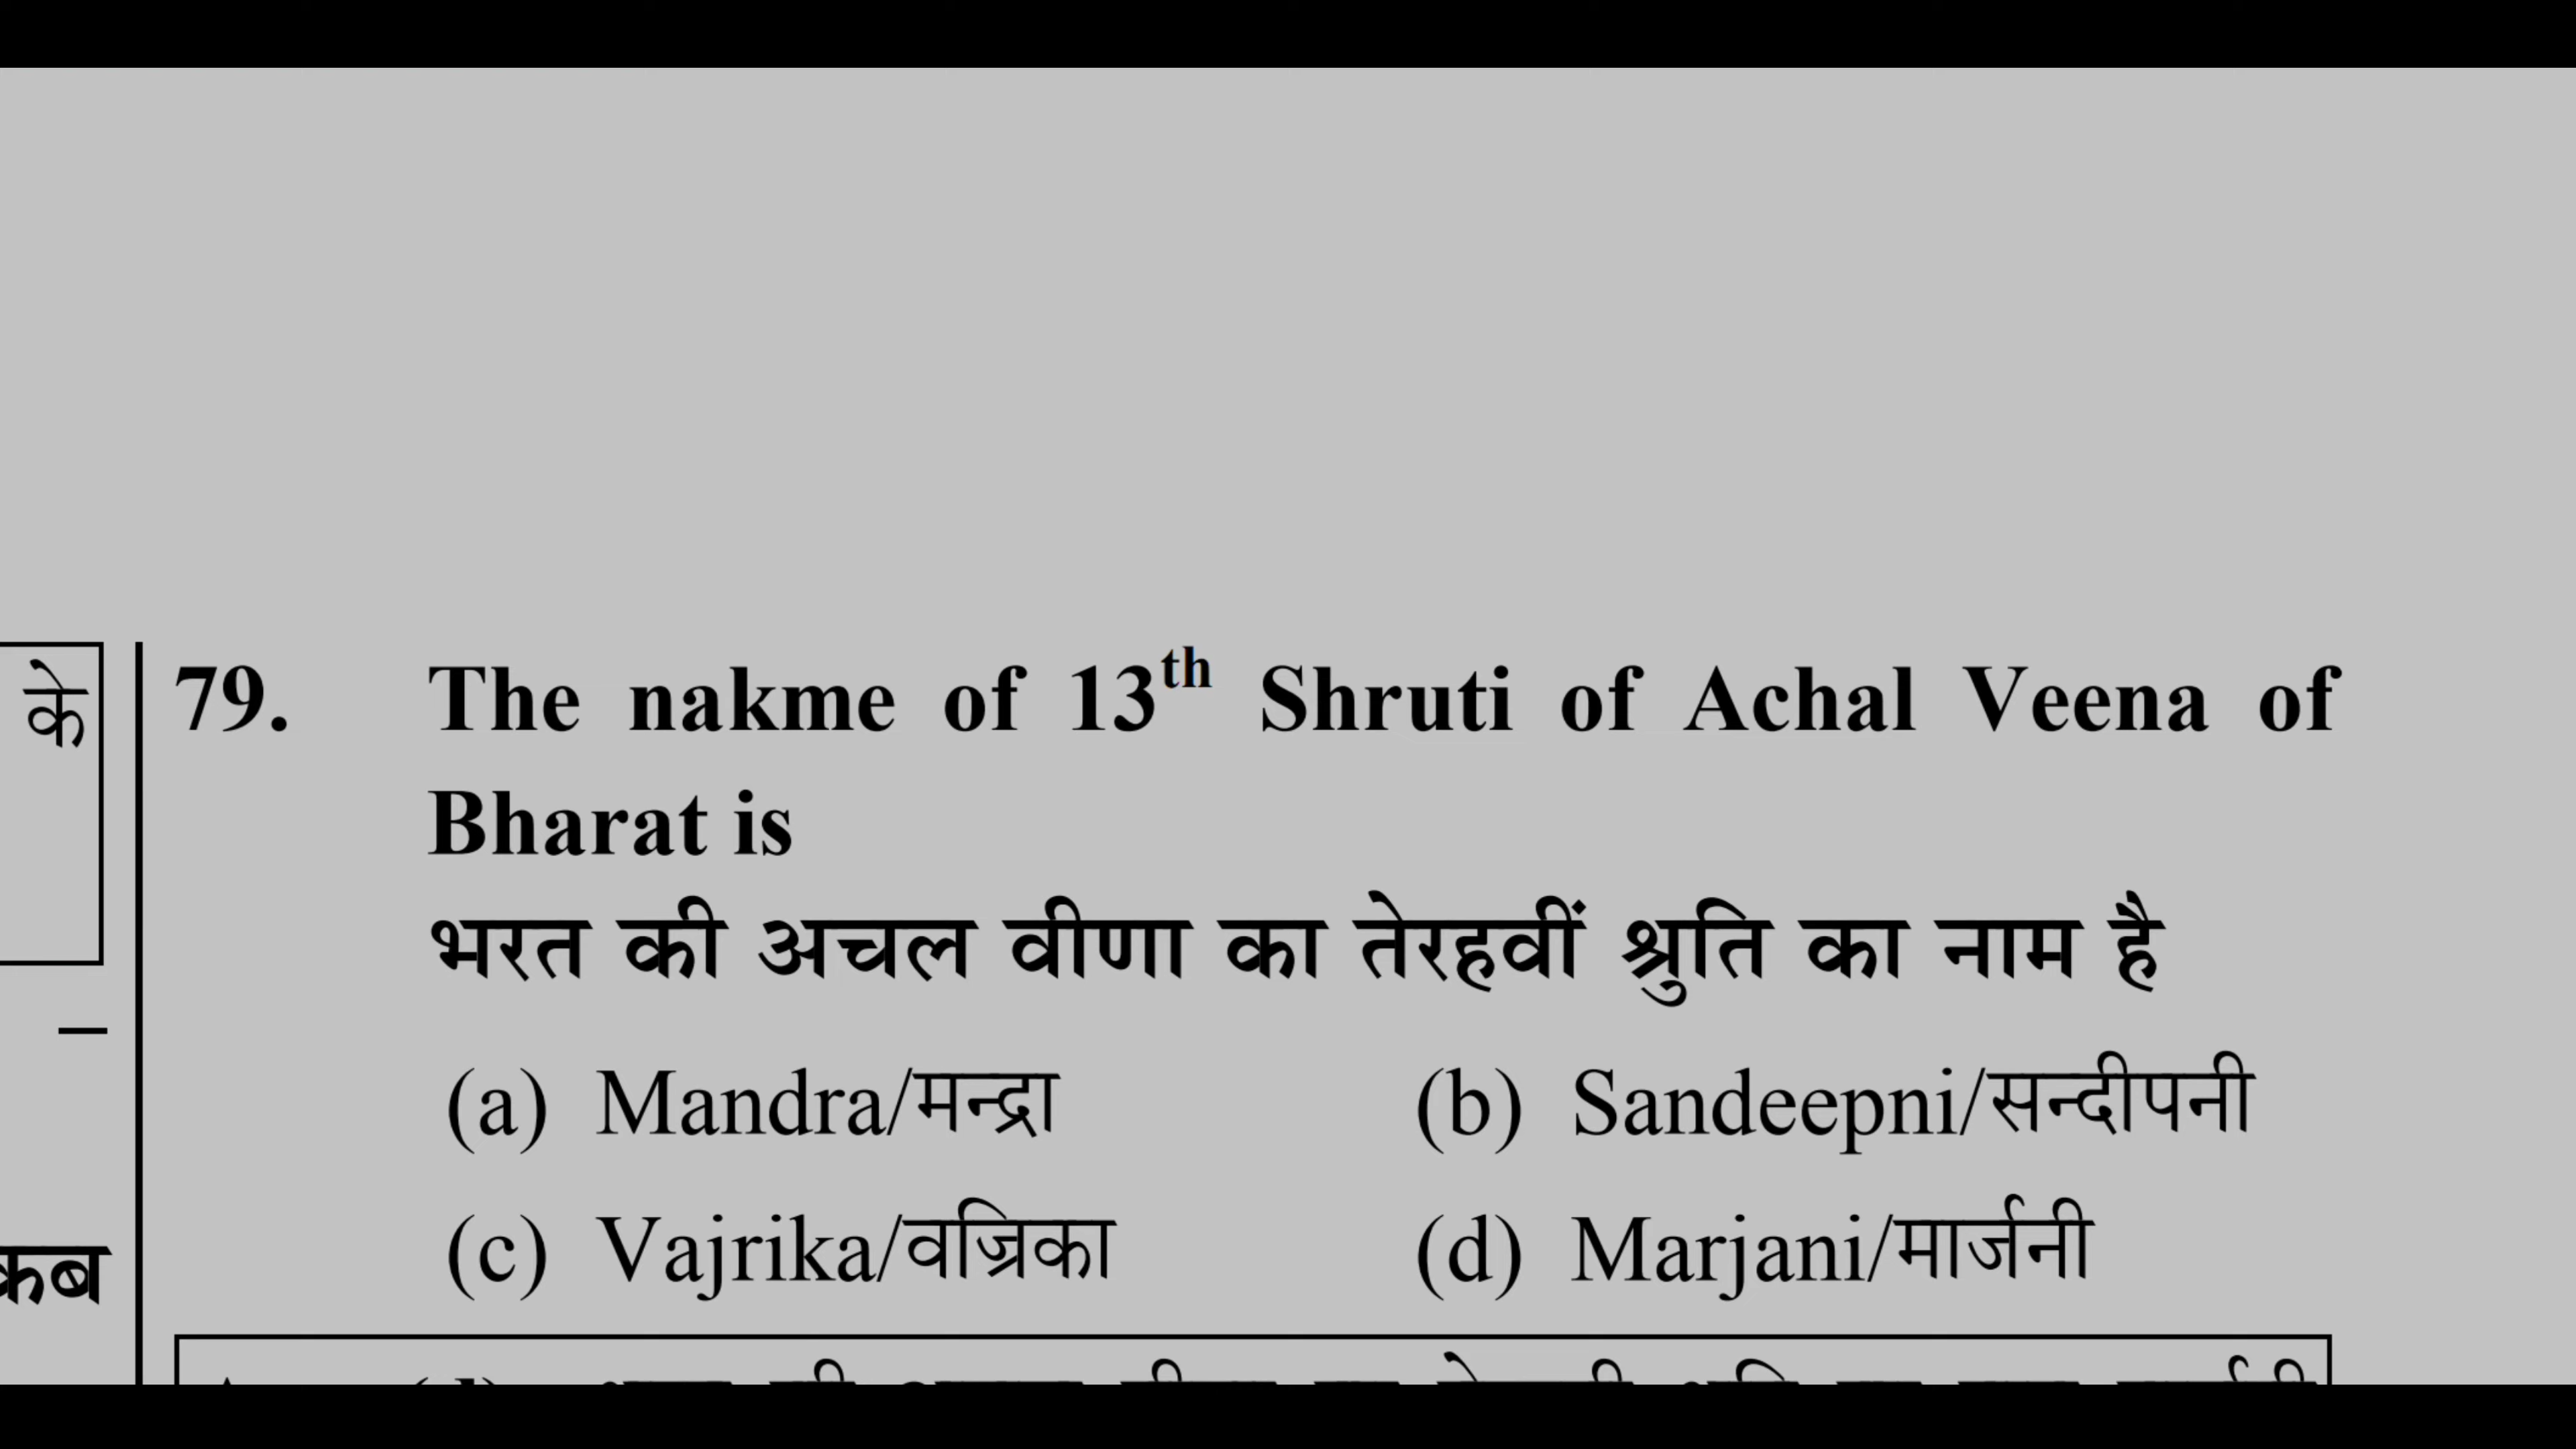 के
79. The nakme of 13th Shruti of Achal Veena of
Bharat is
भरत की अचल वीणा का तेरहवीं श्रुति का नाम है
–
(a) Mandra/मन्द्रा (b) Sandeepni/सन्दीपनी
(c) Vajrika/वज्रिका (d) Marjani/मार्जनी
कब